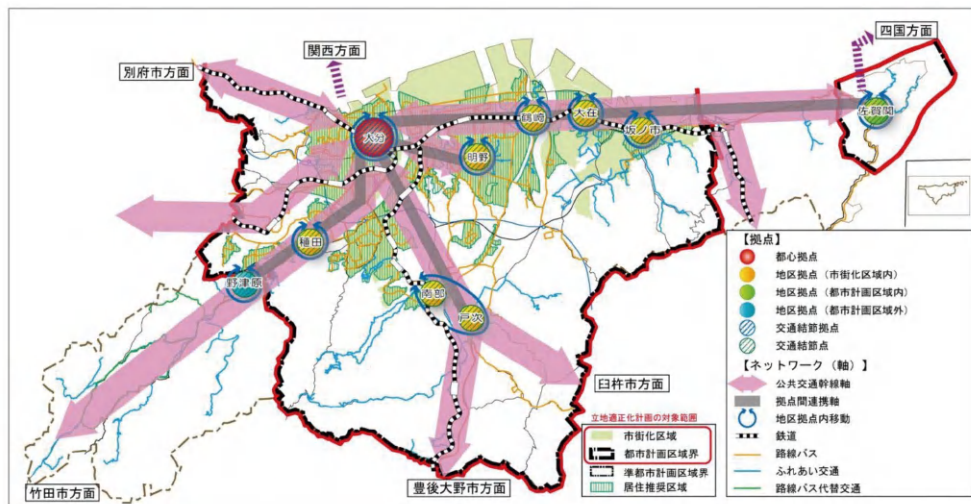 四国方面
関西方面
別府市方面
大分
鶴崎
大在
坂ノ市
佐賀関
明野
稙田
野津原
南部
戸次
臼杵市方面
豊後大野市方面
竹田市方面
立地適正化計画の対象範囲
市街化区域
都市計画区域界
準都市計画区域界
居住推奨区域
【拠点】
都心拠点
地区拠点(市街化区域内)
地区拠点(都市計画区域内)
地区拠点(都市計画区域外)
交通結節拠点
交通結節点
【ネットワーク(軸)】
公共交通幹線軸
拠点間連携軸
地区拠点内移動
鉄道
路線バス
ふれあい交通
路線バス代替交通